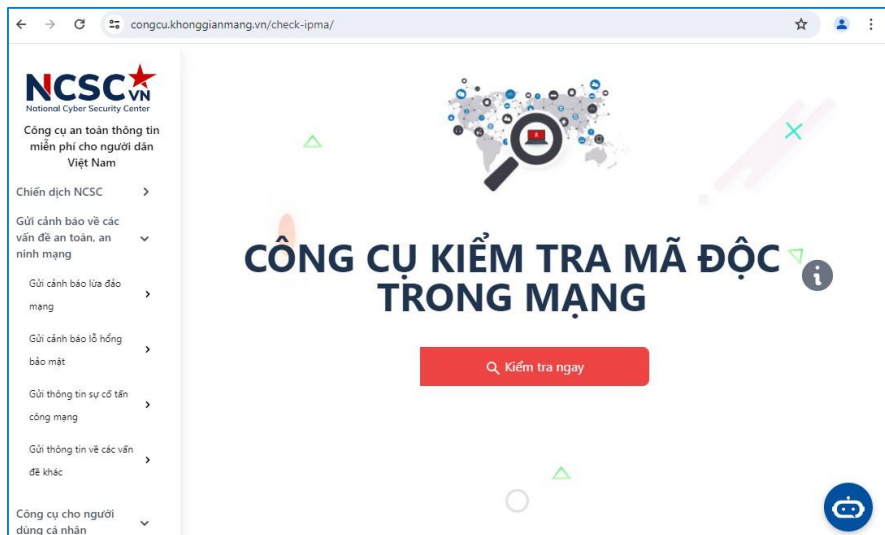 congcu.khonggianmang.vn/check-ipma/
NCSC
VN
National Cyber Security Center
Công cụ an toàn thông tin
miễn phí cho người dân
Việt Nam
Chiến dịch NCSC
Gửi cảnh báo về các
vấn đề an toàn, an
ninh mạng
Gửi cảnh báo lừa đảo
mạng
Gửi cảnh báo lỗ hổng
bảo mật
Gửi thông tin sự cố tấn
công mạng
Gửi thông tin về các vấn
đề khác
Công cụ cho người
dùng cá nhân
CÔNG CỤ KIỂM TRA MÃ ĐỘC
TRONG MẠNG
Kiểm tra ngay